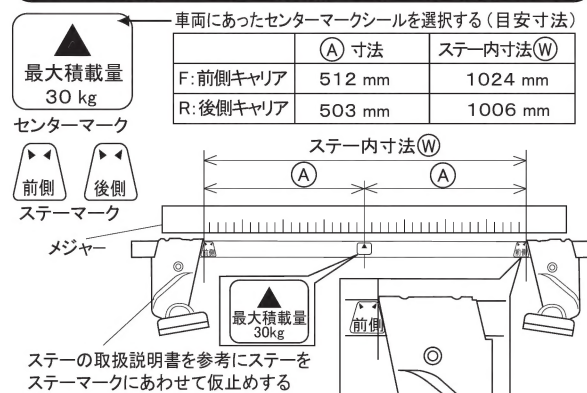 車両にあったセンターマークシールを選択する(目安寸法)
Ⓐ 寸法 ステー内寸法Ⓦ
F:前側キャリア 512 mm 1024 mm
R:後側キャリア 503 mm 1006 mm
最大積載量
30 kg
センターマーク
前側 後側
ステーマーク
ステー内寸法Ⓦ
Ⓐ Ⓐ
メジャー
前側 前側
最大積載量
30kg
前側
ステーの取扱説明書を参考にステーを
ステーマークにあわせて仮止めする